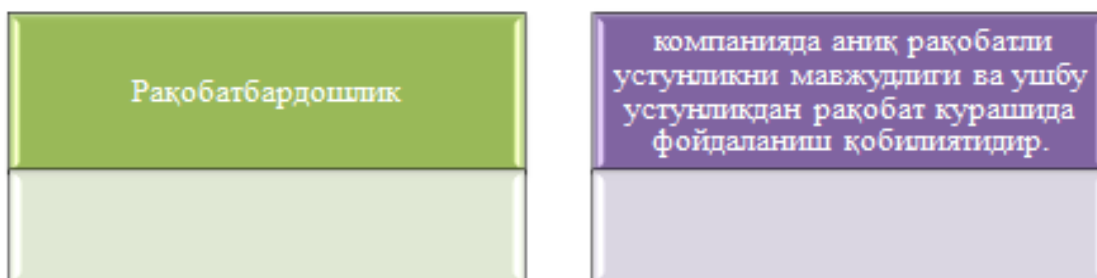 Рақобатбардошлик
компанияда аниқ рақобатли
устунликни мавжудлиги ва ушбу
устунликдан рақобат курашида
фойдаланиш қобилиятидир.